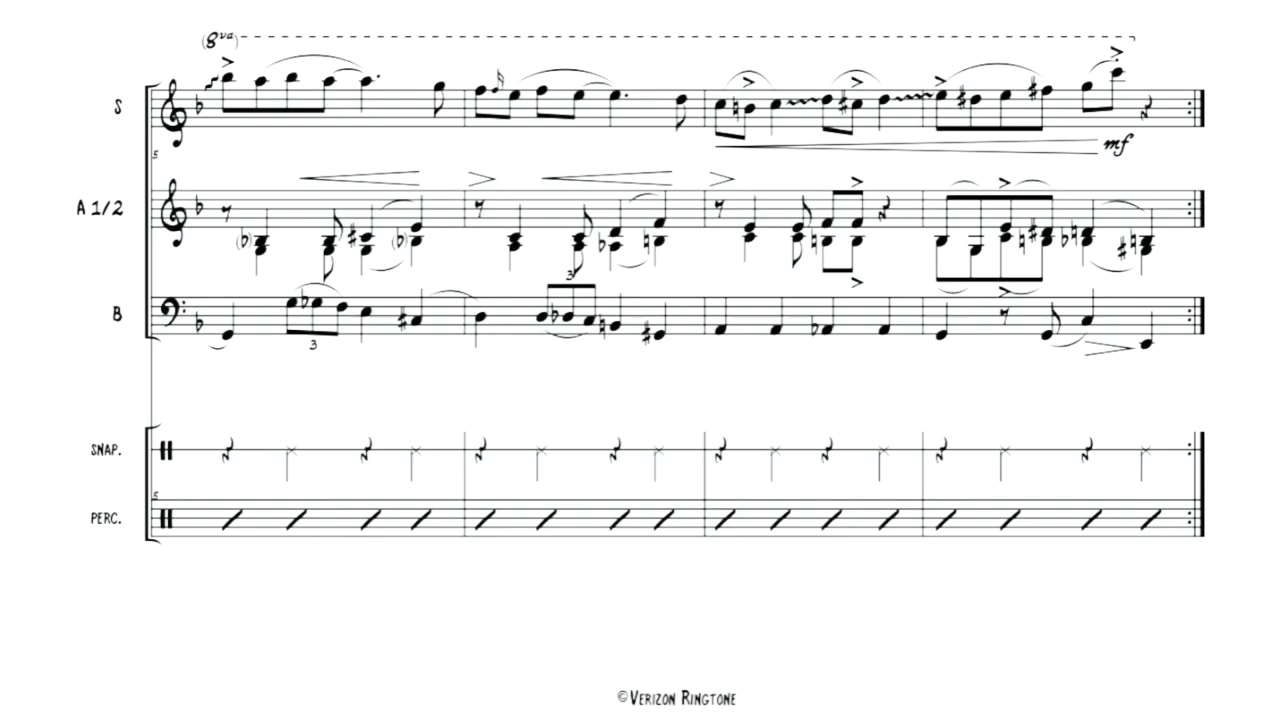 (8va)
S
5
mf
A 1/2
3
B
3
SNAP.
5
PERC.
©VERIZON RINGTONE